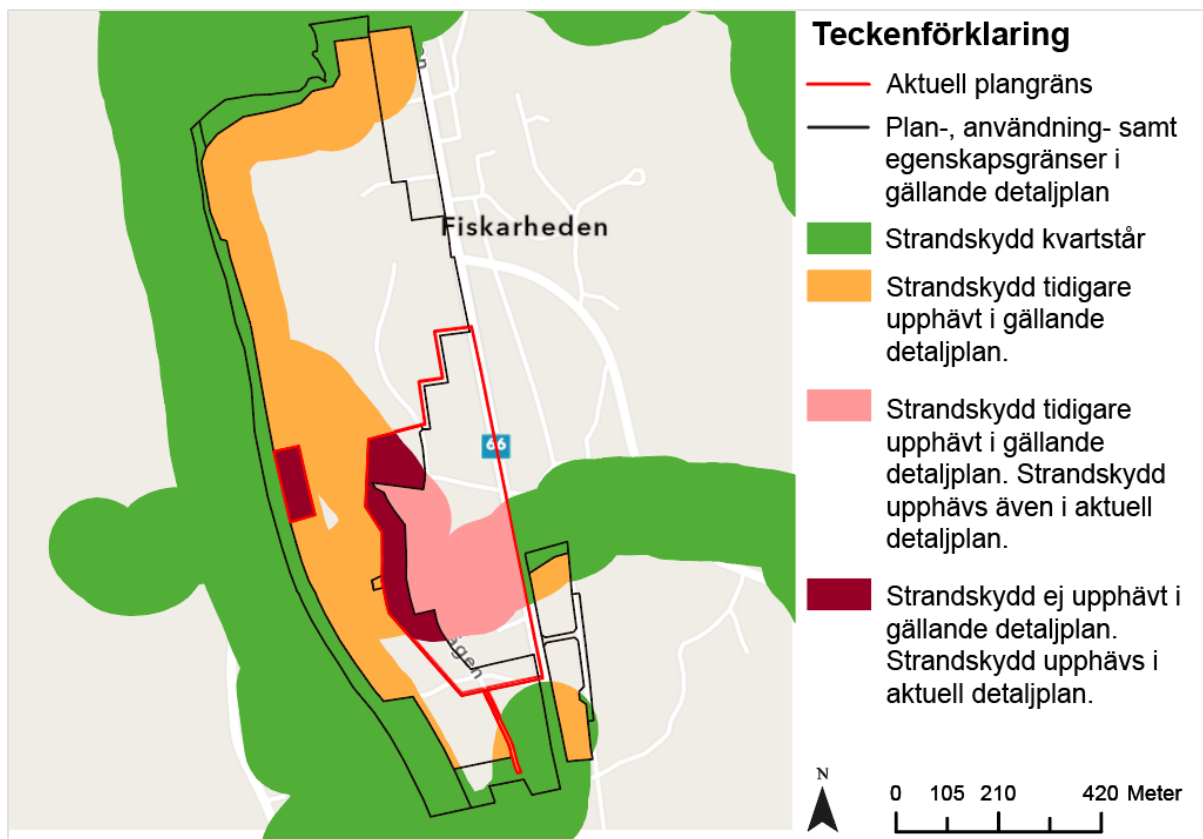 Teckenförklaring
Aktuell plangräns
Plan-, användning- samt
egenskapsgränser i
gällande detaljplan
Strandskydd kvartstår
Strandskydd tidigare
upphävt i gällande
detaljplan.
Strandskydd tidigare
upphävt i gällande
detaljplan. Strandskydd
upphävs även i aktuell
detaljplan.
Strandskydd ej upphävt i
gällande detaljplan.
Strandskydd upphävs i
aktuell detaljplan.
N
0 105 210 420 Meter
Fiskarheden
66